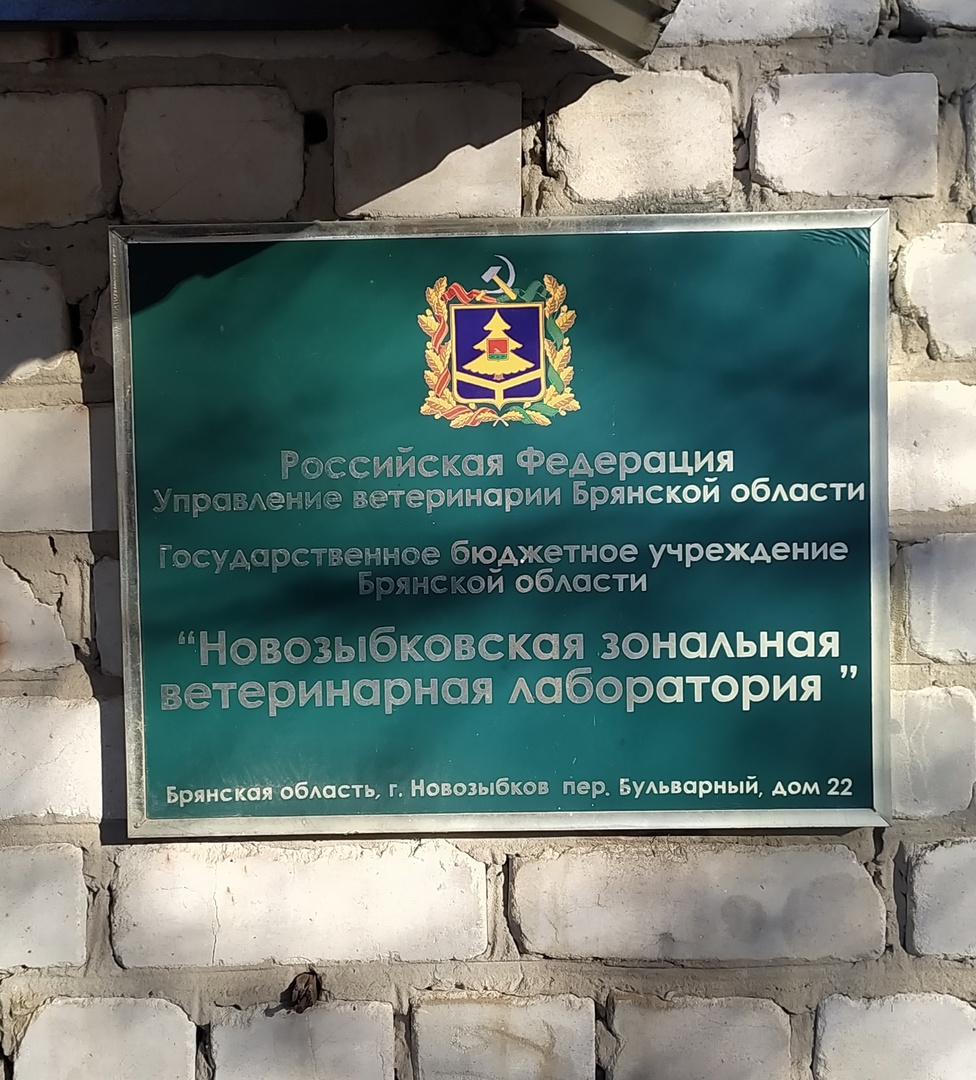 Российская Федерация
Управление ветеринарии Брянской области
Государственное бюджетное учреждение
Брянской области
“Новозыбковская зональная
ветеринарная лаборатория ”
Брянская область, г. Новозыбков пер. Бульварный, дом 22